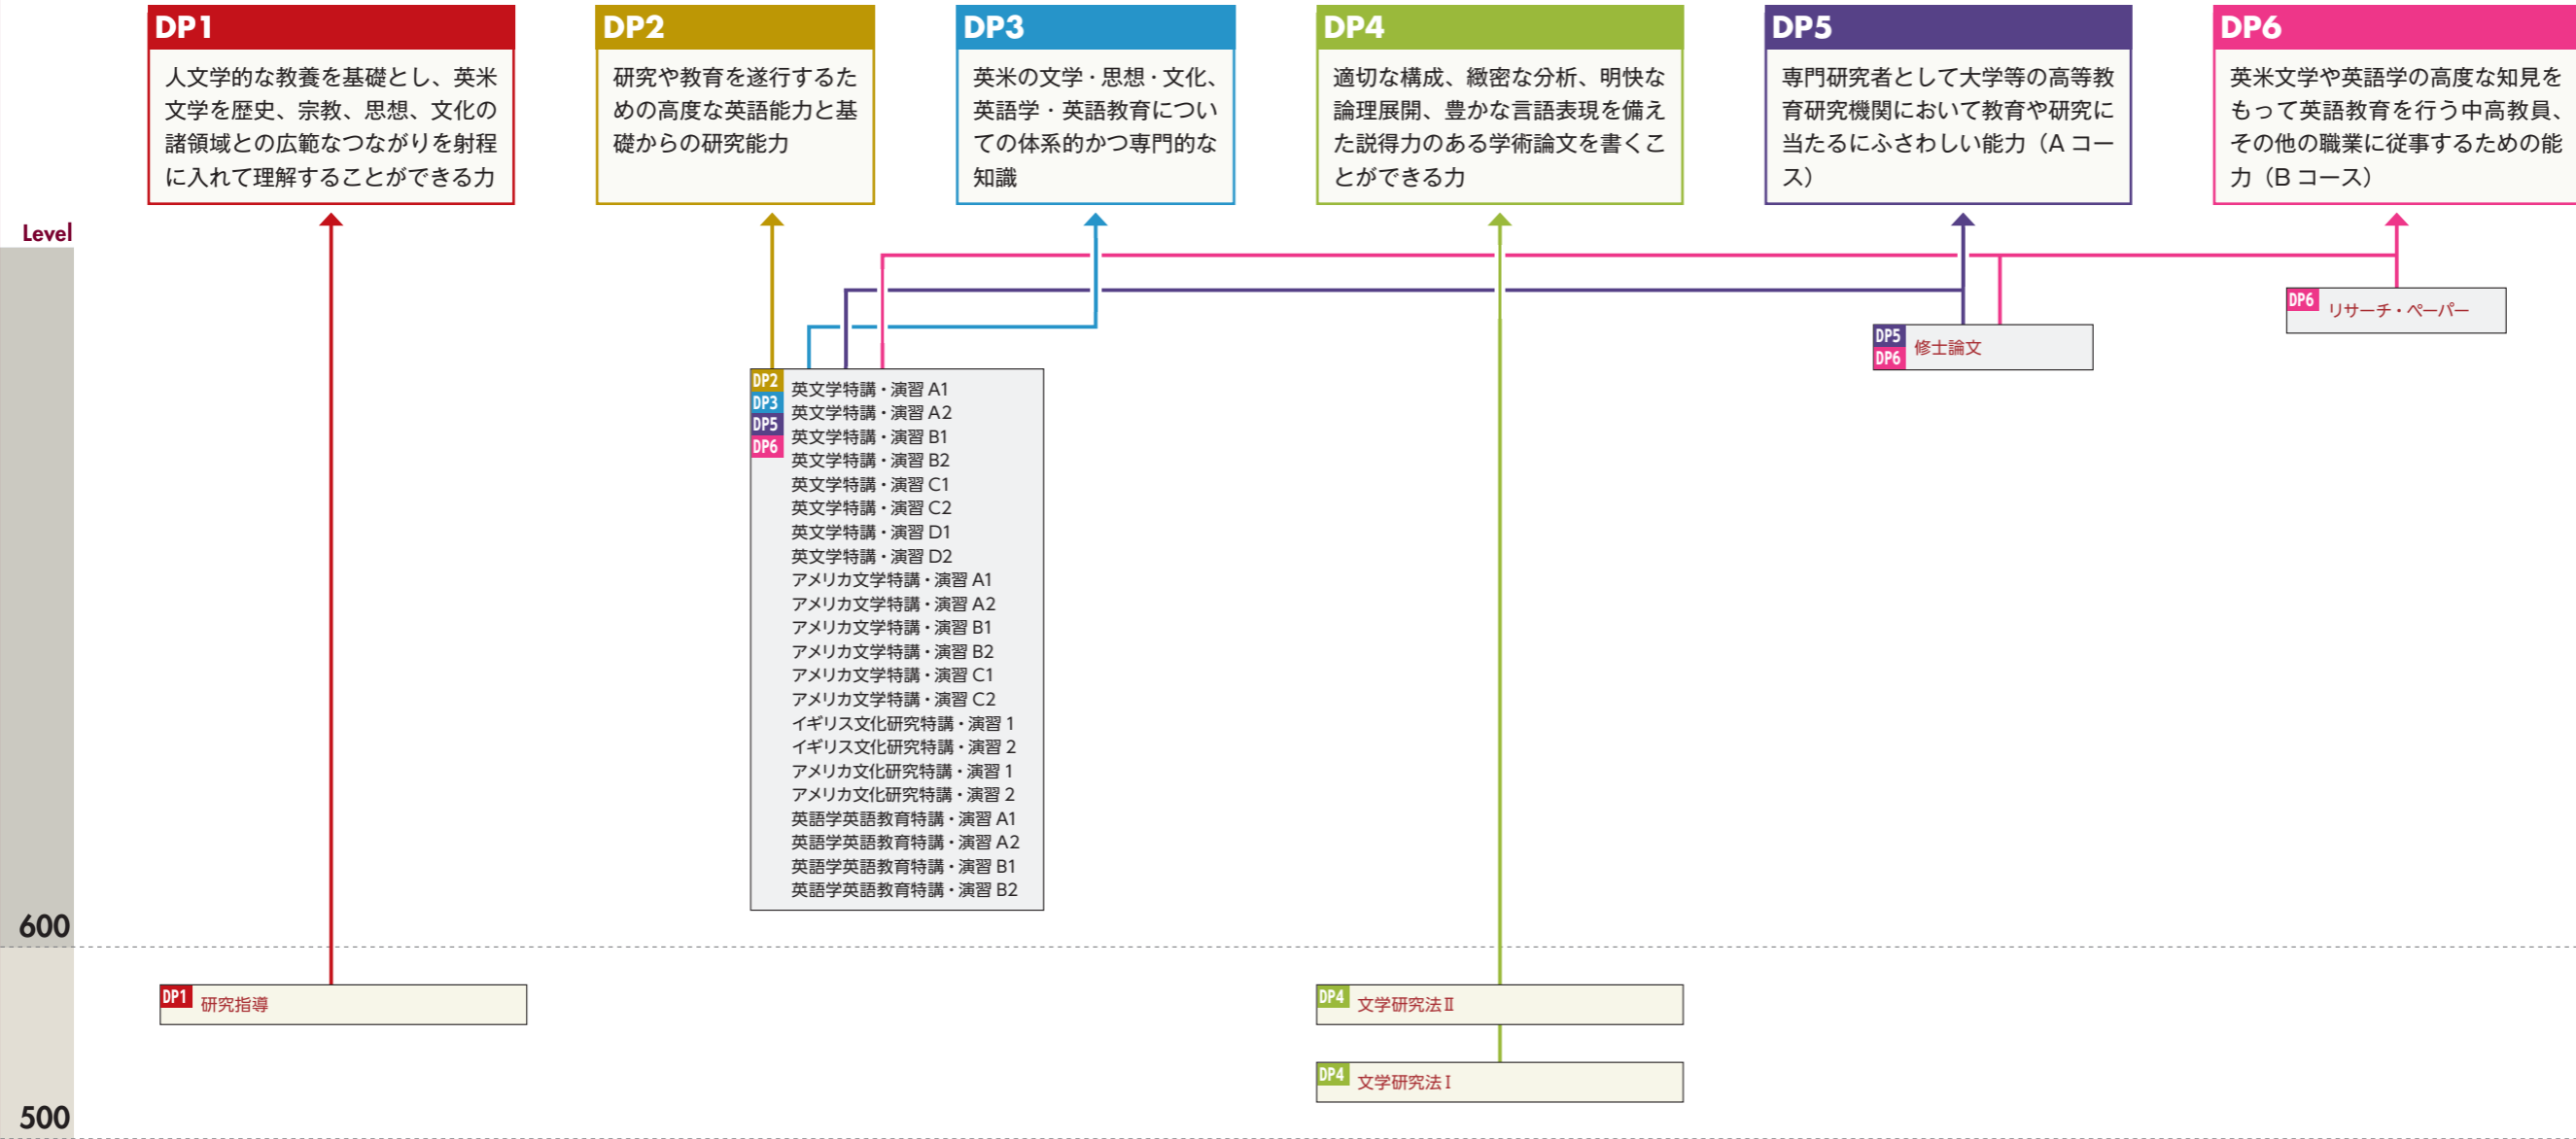 DP1
人文学的な教養を基礎とし、英米
文学を歴史、宗教、思想、文化の
諸領域との広範なつながりを射程
に入れて理解することができる力
DP2
研究や教育を遂行するた
めの高度な英語能力と基
礎からの研究能力
DP3
英米の文学・思想・文化、
英語学・英語教育につい
ての体系的かつ専門的な
知識
DP4
適切な構成、緻密な分析、明快な
論理展開、豊かな言語表現を備え
た説得力のある学術論文を書くこ
とができる力
DP5
専門研究者として大学等の高等教
育研究機関において教育や研究に
当たるにふさわしい能力（A コー
ス）
DP6
英米文学や英語学の高度な知見を
もって英語教育を行う中高教員、
その他の職業に従事するための能
力（B コース）
Level
DP6
リサーチ・ペーパー
DP5
DP6
修士論文
DP2
DP3
DP5
DP6
英文学特講・演習 A1
英文学特講・演習 A2
英文学特講・演習 B1
英文学特講・演習 B2
英文学特講・演習 C1
英文学特講・演習 C2
英文学特講・演習 D1
英文学特講・演習 D2
アメリカ文学特講・演習 A1
アメリカ文学特講・演習 A2
アメリカ文学特講・演習 B1
アメリカ文学特講・演習 B2
アメリカ文学特講・演習 C1
アメリカ文学特講・演習 C2
イギリス文化研究特講・演習 1
イギリス文化研究特講・演習 2
アメリカ文化研究特講・演習 1
アメリカ文化研究特講・演習 2
英語学英語教育特講・演習 A1
英語学英語教育特講・演習 A2
英語学英語教育特講・演習 B1
英語学英語教育特講・演習 B2
600
DP1
研究指導
DP4
文学研究法Ⅱ
DP4
文学研究法Ⅰ
500